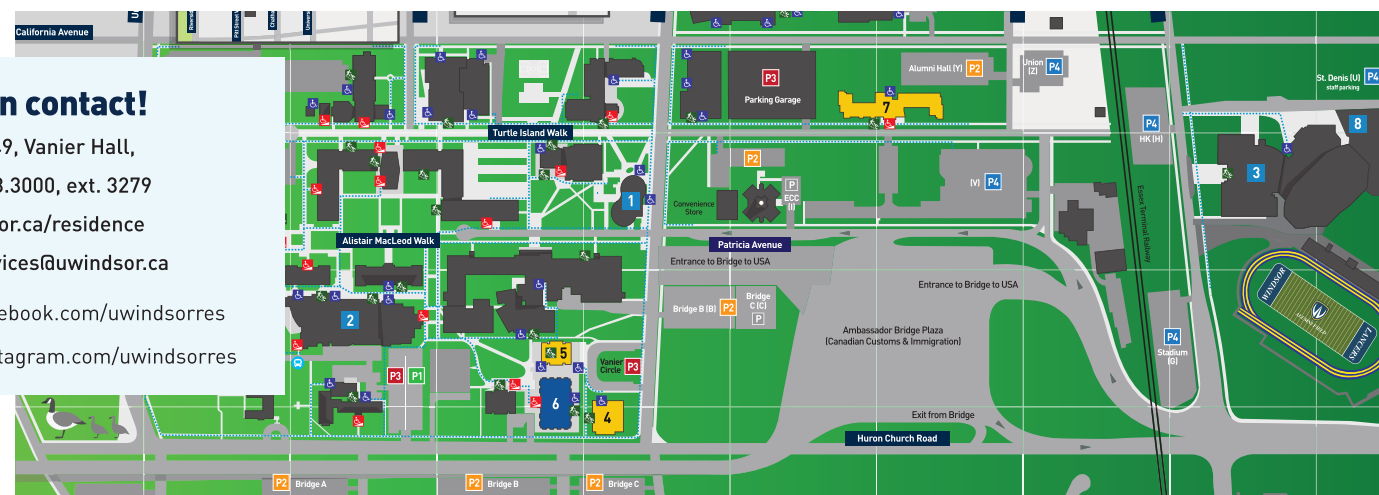 California Avenue
n contact!
9, Vanier Hall,
3.3000, ext. 3279
or.ca/residence
vices@uwindsor.ca
ebook.com/uwindsorres
tagram.com/uwindsorres
P3
Parking Garage
Alumni Hall (Y) P2
Union
(Z)
P4
St. Denis (U) P4
staff parking
7
Turtle Island Walk
P4
HK (H)
8
3
P2
P
ECC
(I)
(V) P4
Convenience
Store
1
Essex Terminal Railway
Alistair MacLeod Walk
Patricia Avenue
Entrance to Bridge to USA
Entrance to Bridge to USA
WINDSOR
LANCERS
Bridge B (B) P2
Bridge
C (C)
P
2
Ambassador Bridge Plaza
(Canadian Customs & Immigration)
P4
Stadium
(G)
5
Vanier
Circle
P3
P3 P1
6
4
Exit from Bridge
Huron Church Road
P2 Bridge A
P2 Bridge B
P2 Bridge C